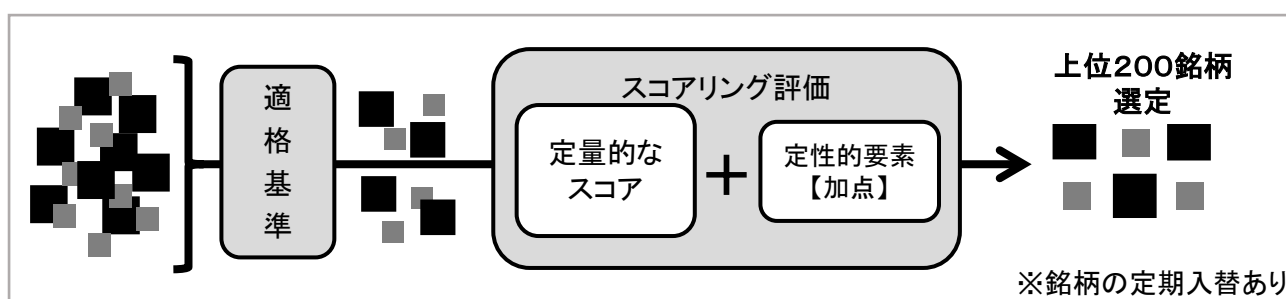 適
格
基
準
スコアリング評価
定量的な
スコア
＋
定性的要素
【加点】
上位200銘柄
選定
※銘柄の定期入替あり